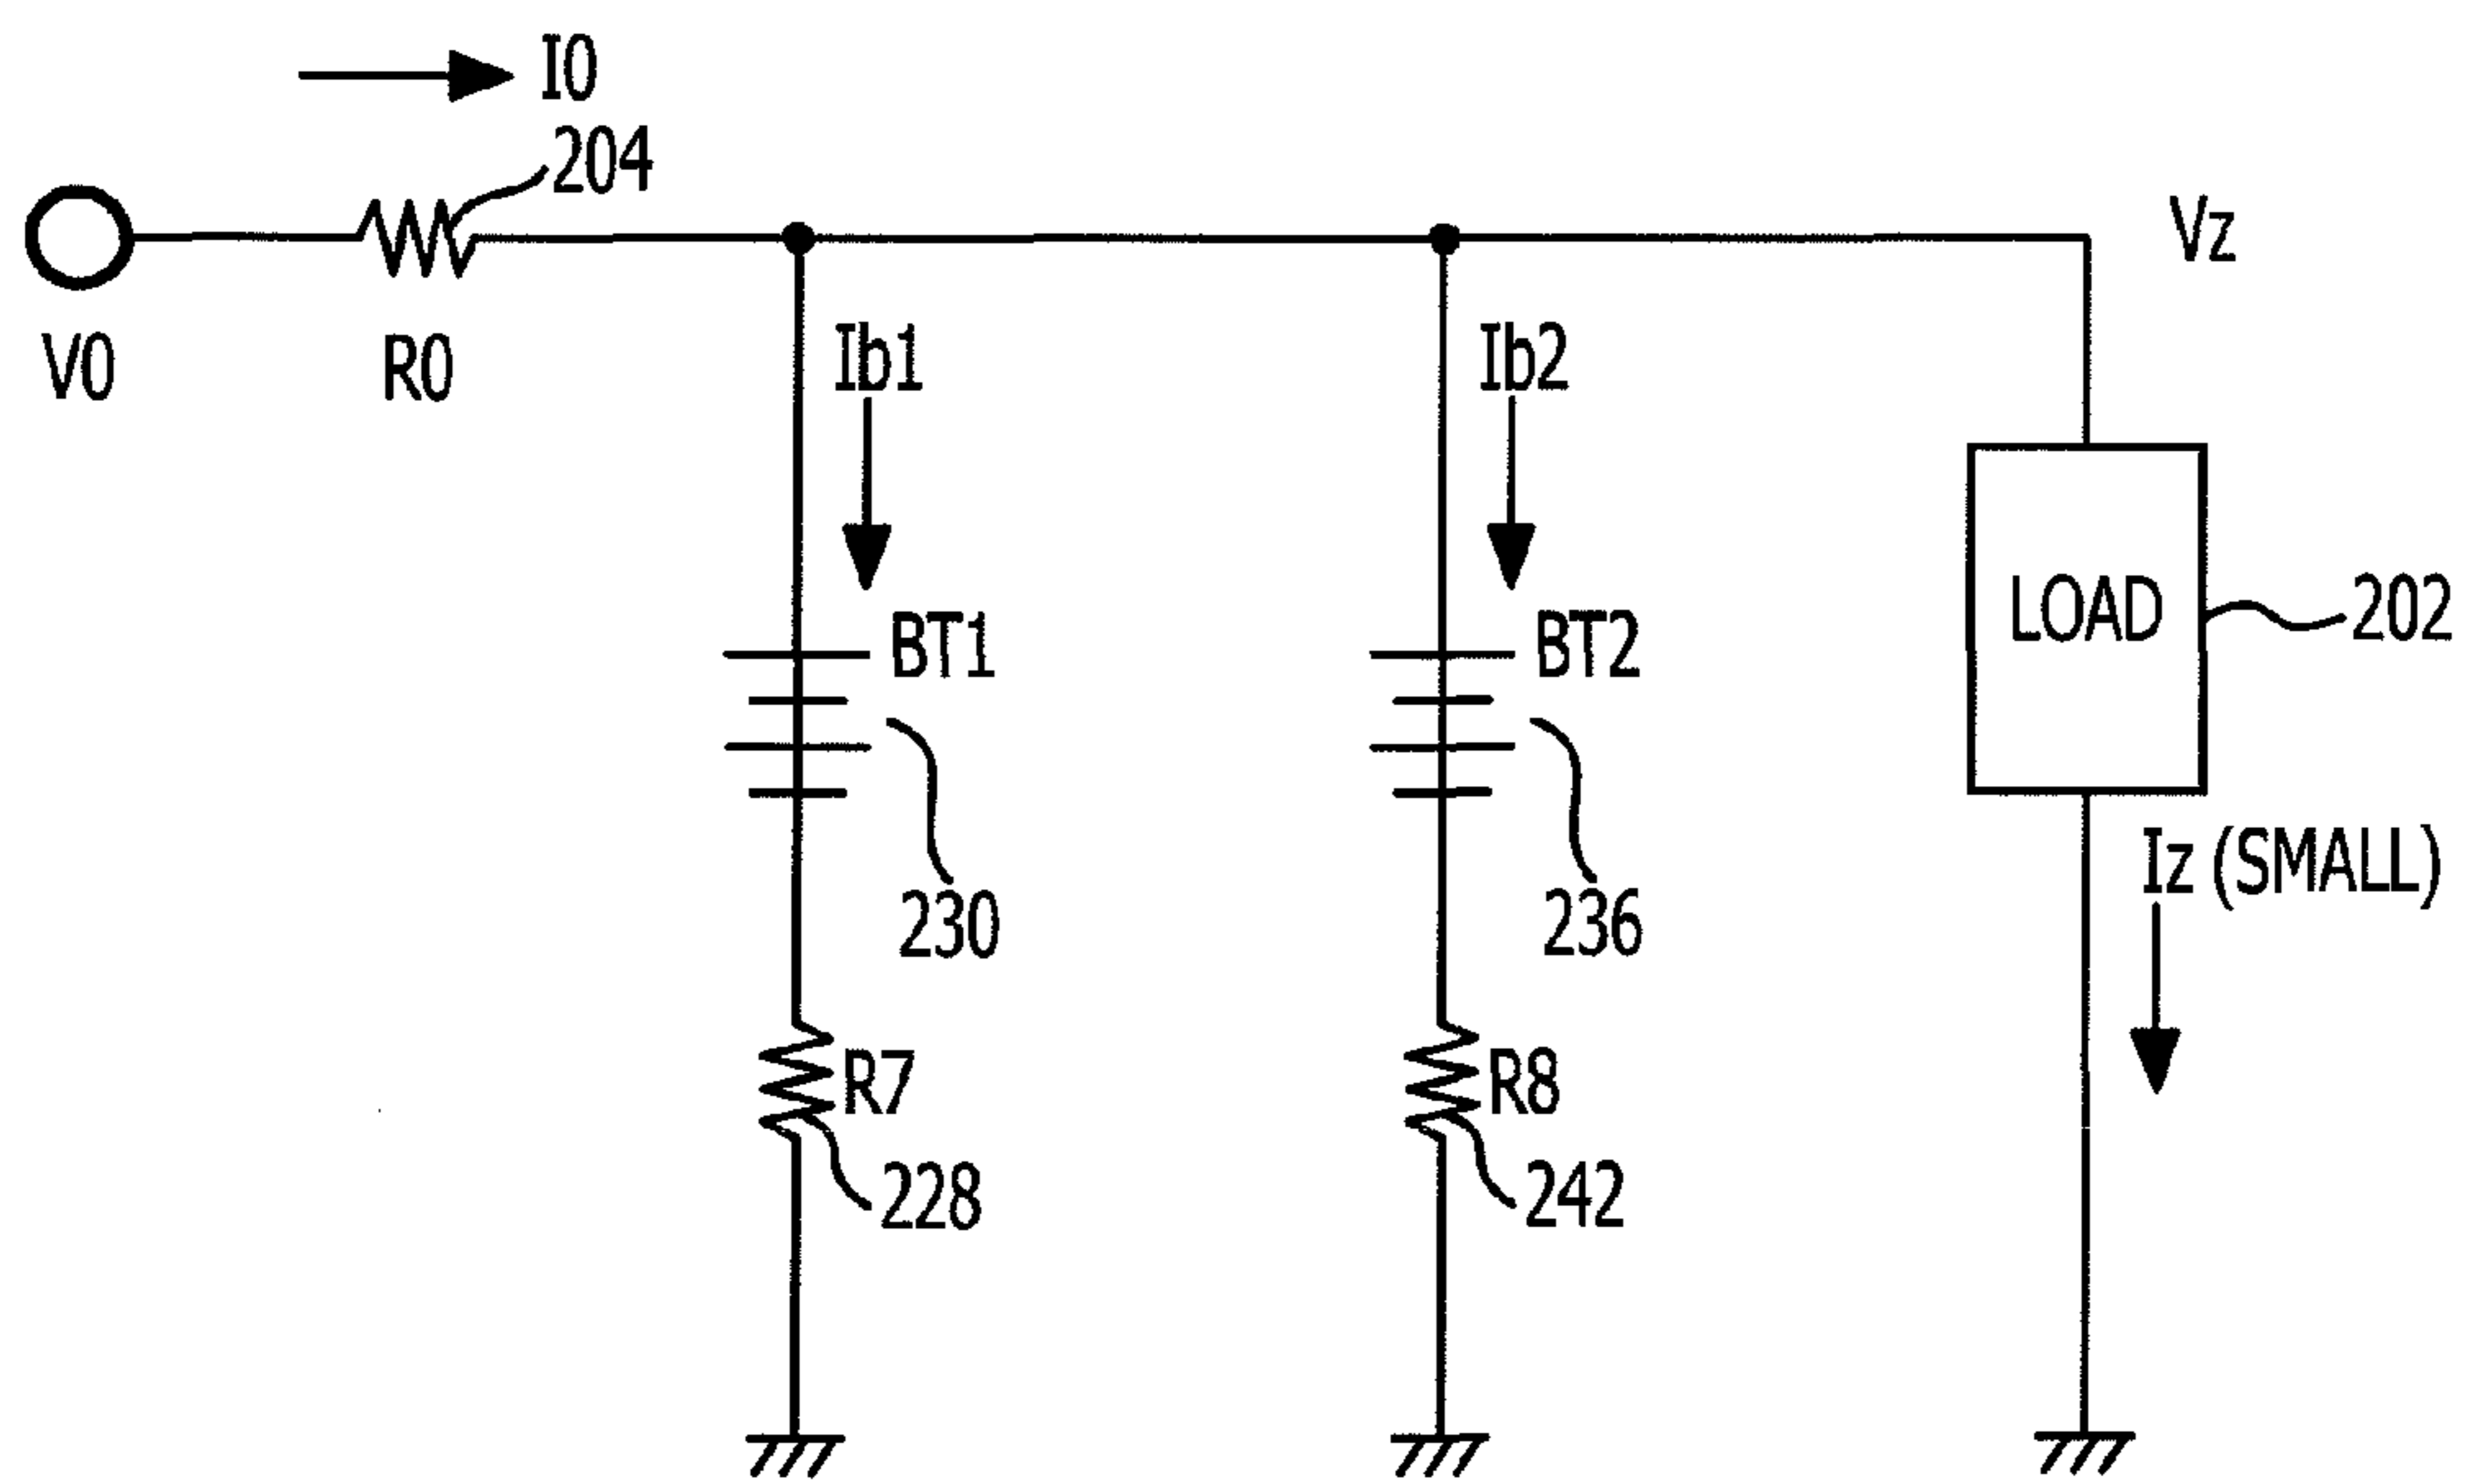 I0
204
V0
R0
Vz
Ib1
Ib2
BT1
BT2
LOAD
202
230
236
Iz (SMALL)
R7
R8
228
242